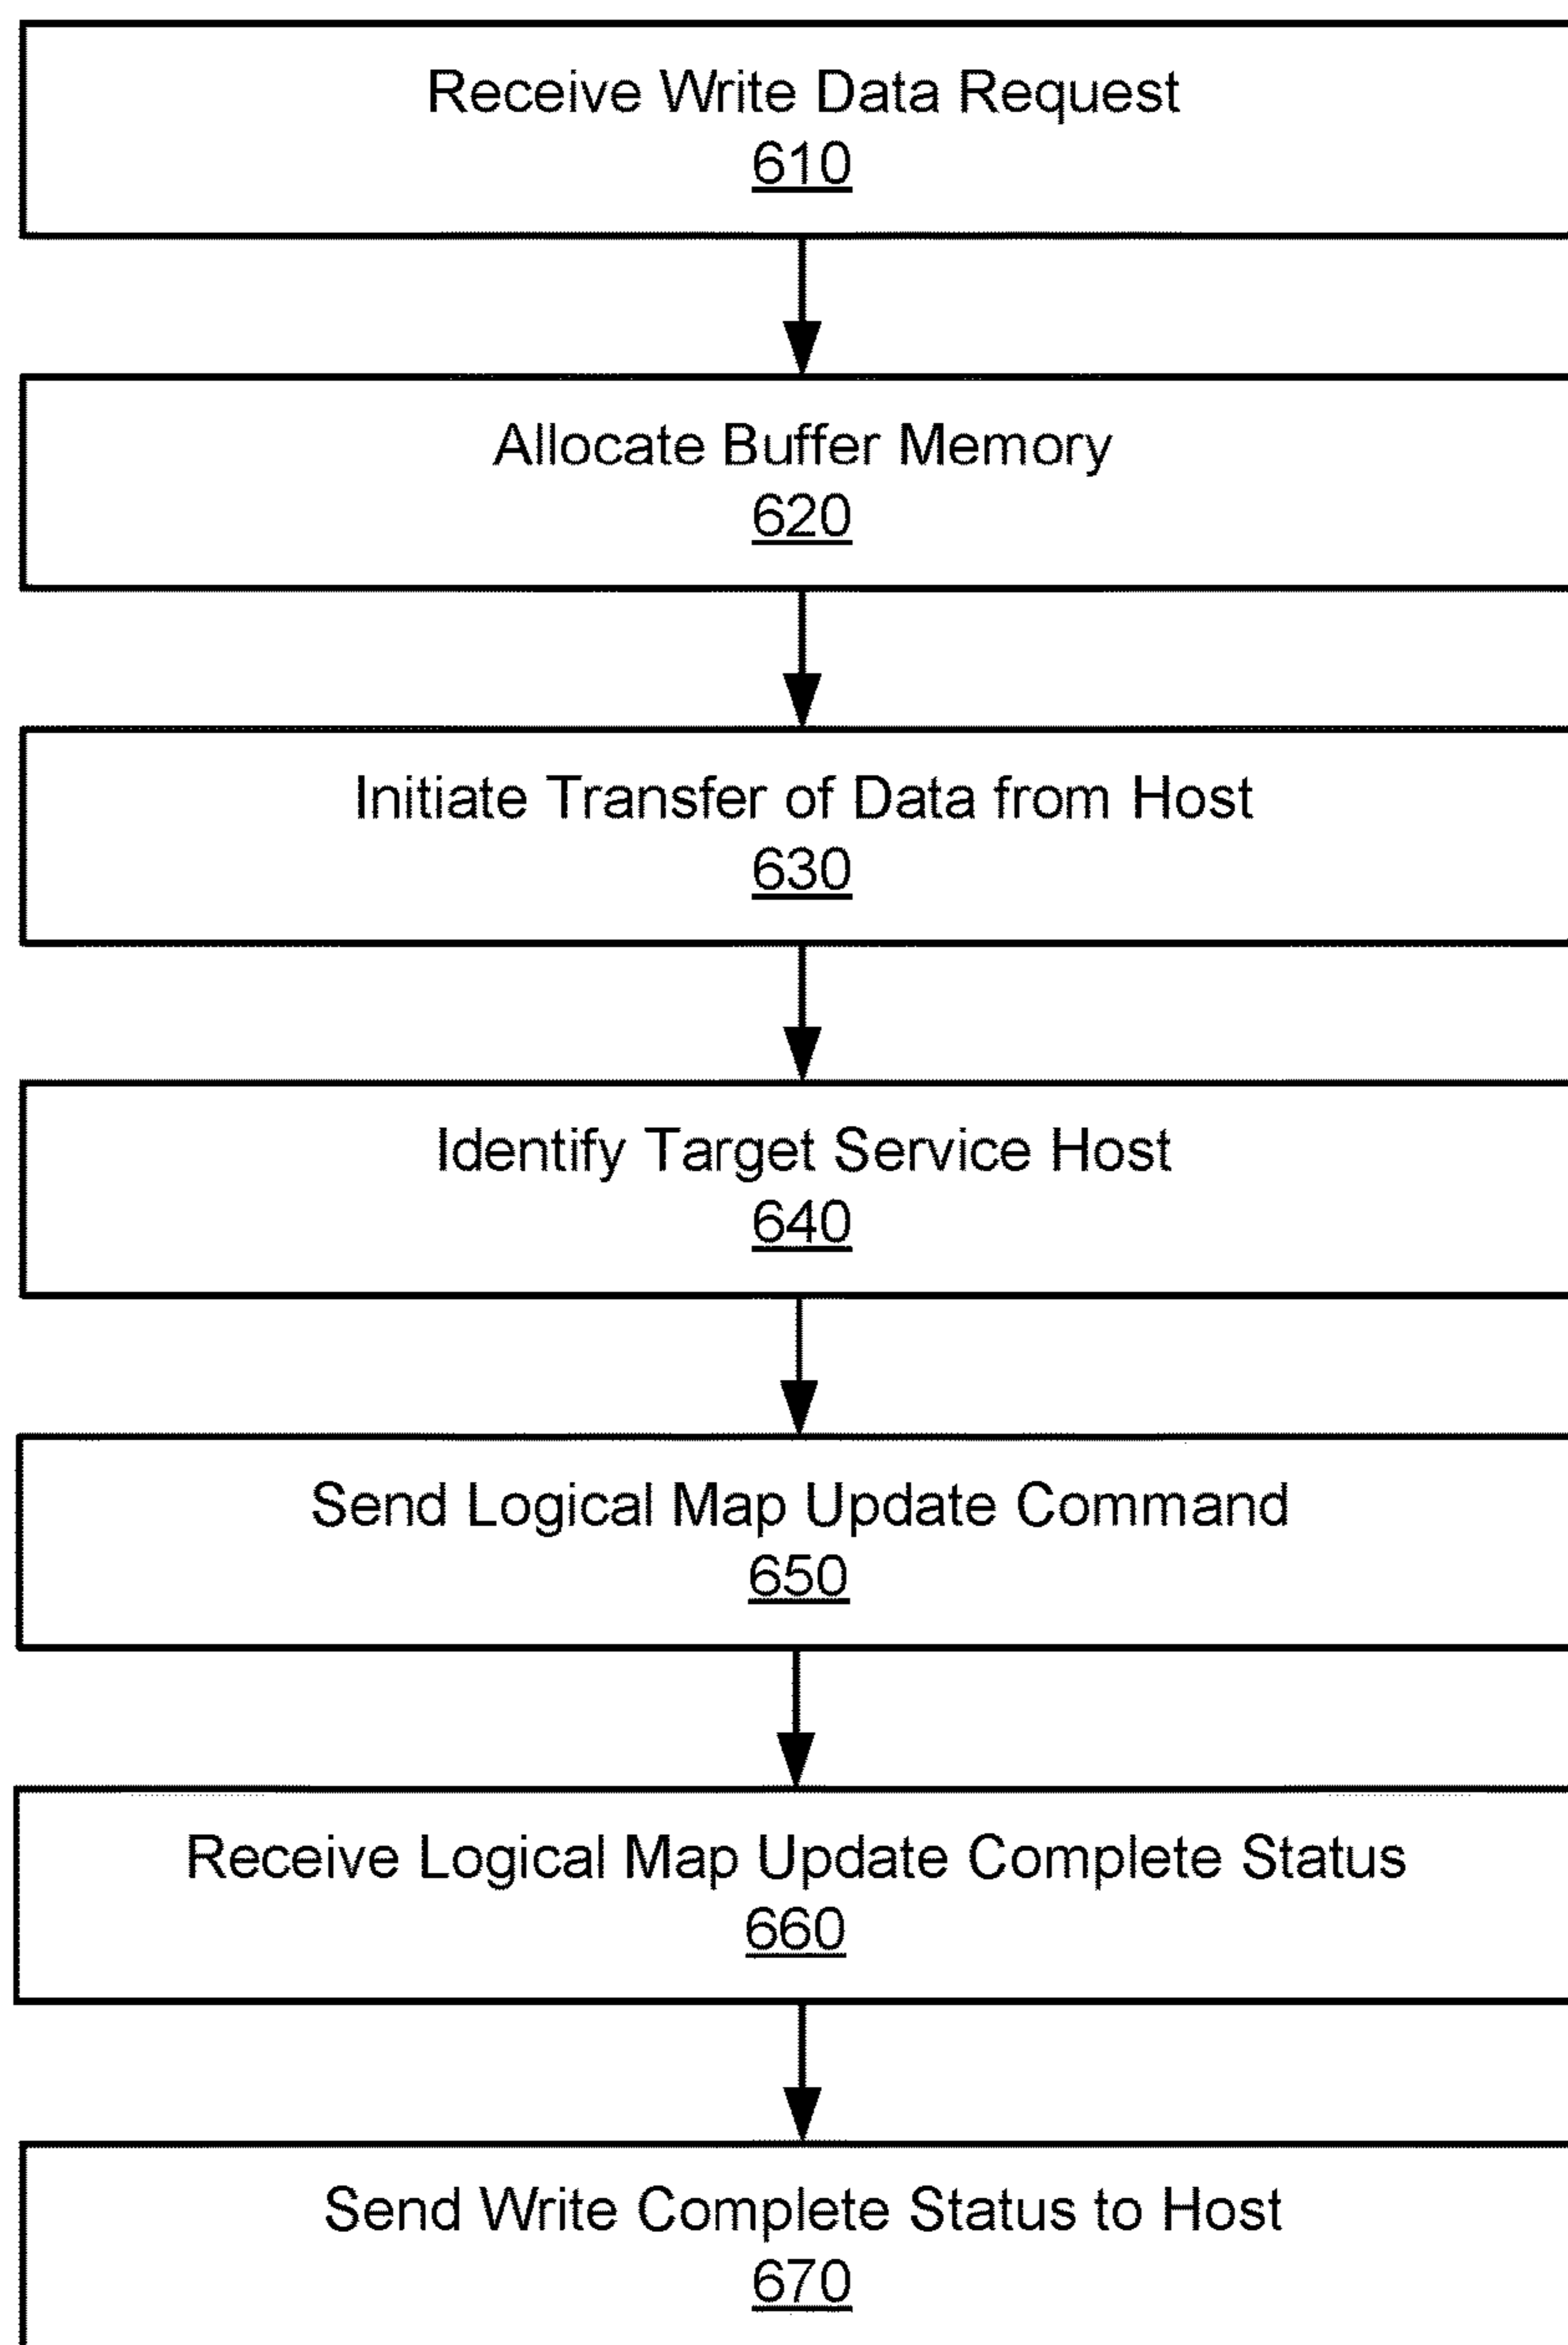 Receive Write Data Request
610
Allocate Buffer Memory
620
Initiate Transfer of Data from Host
630
Identify Target Service Host
640
Send Logical Map Update Command
650
Receive Logical Map Update Complete Status
660
Send Write Complete Status to Host
670